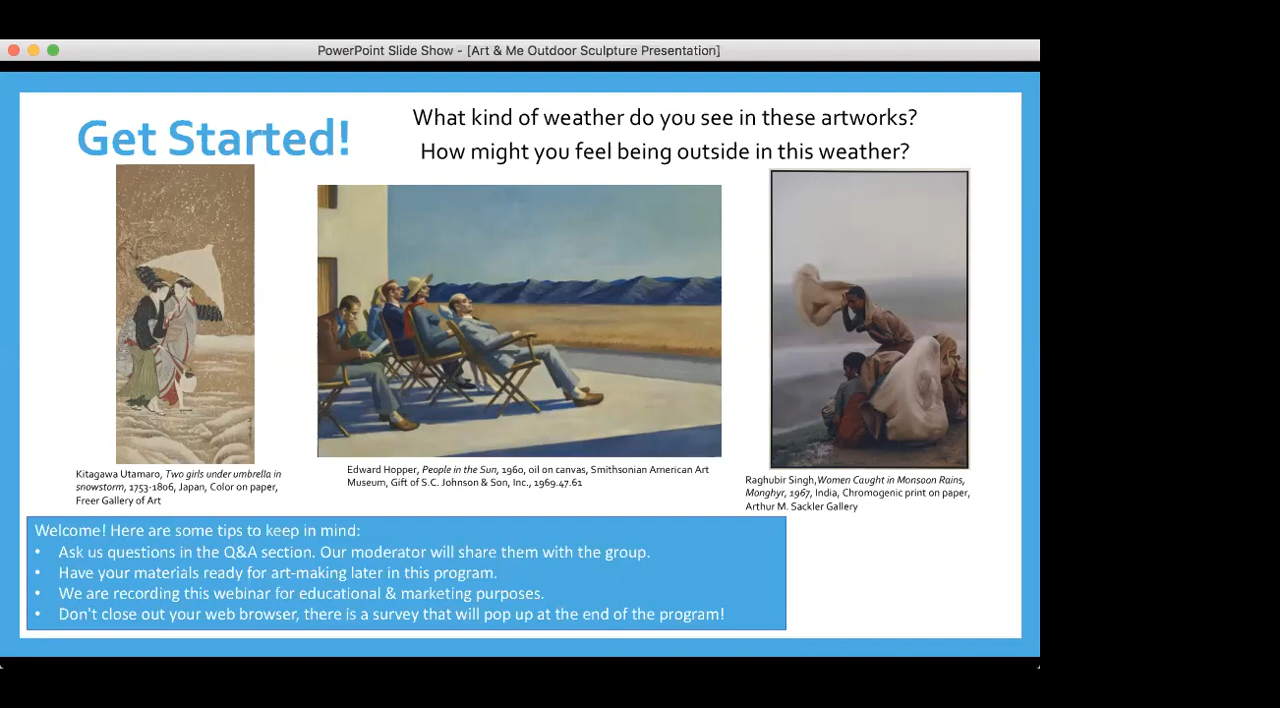 PowerPoint Slide Show - [Art & Me Outdoor Sculpture Presentation]
Get Started!
What kind of weather do you see in these artworks?
How might you feel being outside in this weather?
Kitagawa Utamaro, Two girls under umbrella in
snowstorm, 1753-1806, Japan, Color on paper,
Freer Gallery of Art
Edward Hopper, People in the Sun, 1960, oil on canvas, Smithsonian American Art
Museum, Gift of S.C. Johnson & Son, Inc., 1969.47.61
Raghubir Singh,Women Caught in Monsoon Rains,
Monghyr, 1967, India, Chromogenic print on paper,
Arthur M. Sackler Gallery
Welcome! Here are some tips to keep in mind:
• Ask us questions in the Q&A section. Our moderator will share them with the group.
• Have your materials ready for art-making later in this program.
• We are recording this webinar for educational & marketing purposes.
• Don't close out your web browser, there is a survey that will pop up at the end of the program!